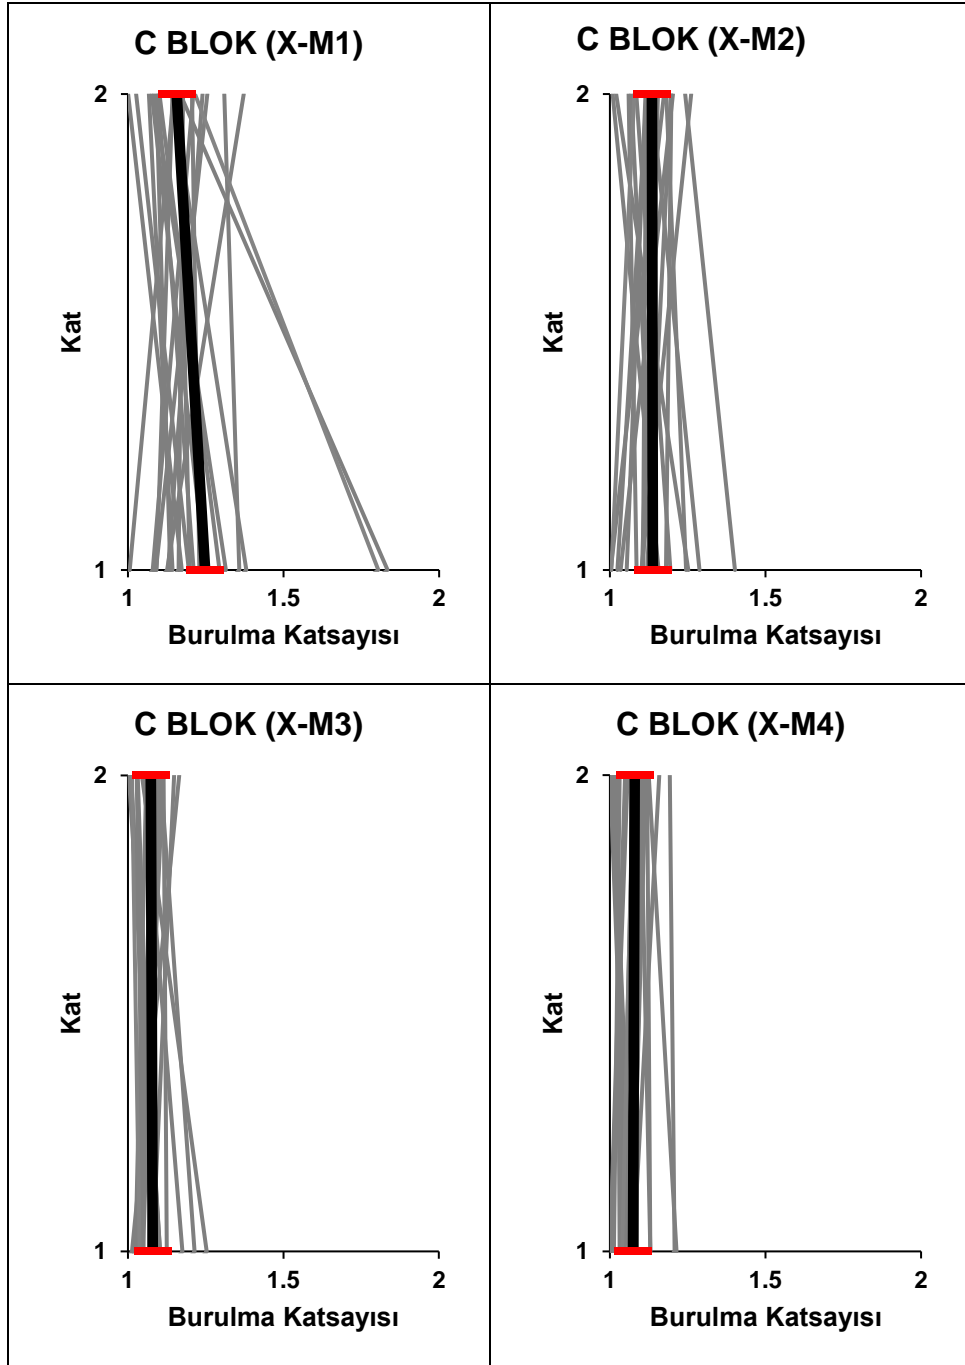 C BLOK (X-M1)
2
Kat
1
1 1.5 2
Burulma Katsayısı
C BLOK (X-M2)
2
Kat
1
1 1.5 2
Burulma Katsayısı
C BLOK (X-M3)
2
Kat
1
1 1.5 2
Burulma Katsayısı
C BLOK (X-M4)
2
Kat
1
1 1.5 2
Burulma Katsayısı